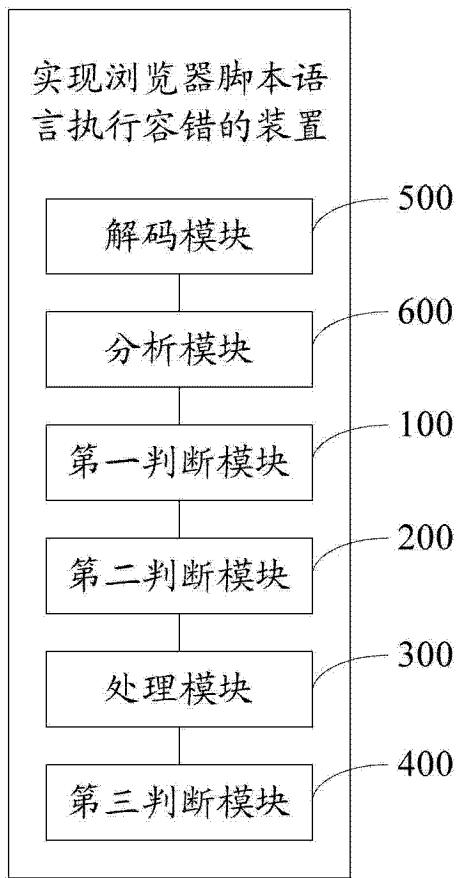 实现浏览器脚本语
言执行容错的装置
解码模块
500
分析模块
600
第一判断模块
100
第二判断模块
200
处理模块
300
第三判断模块
400